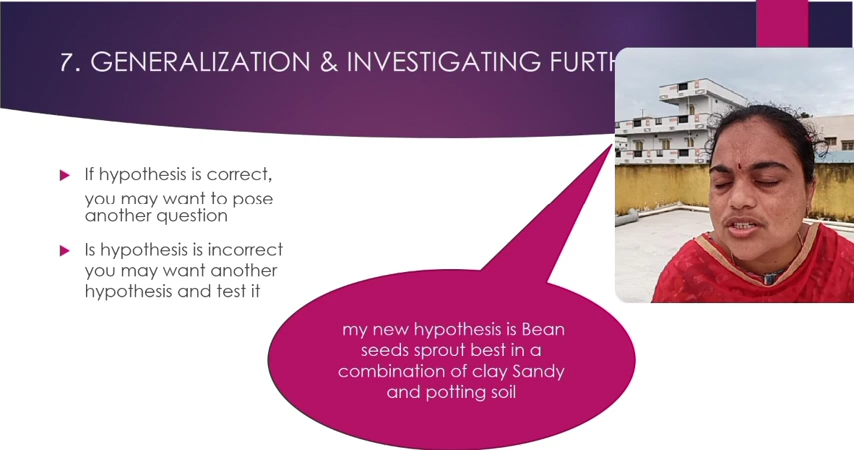 7. GENERALIZATION & INVESTIGATING
If hypothesis is correct,
you may want to pose
another question
Is hypothesis is incorrect
you may want another
hypothesis and test it
my new hypothesis is Bean
seeds sprout best in a
combination of clay Sandy
and potting soil